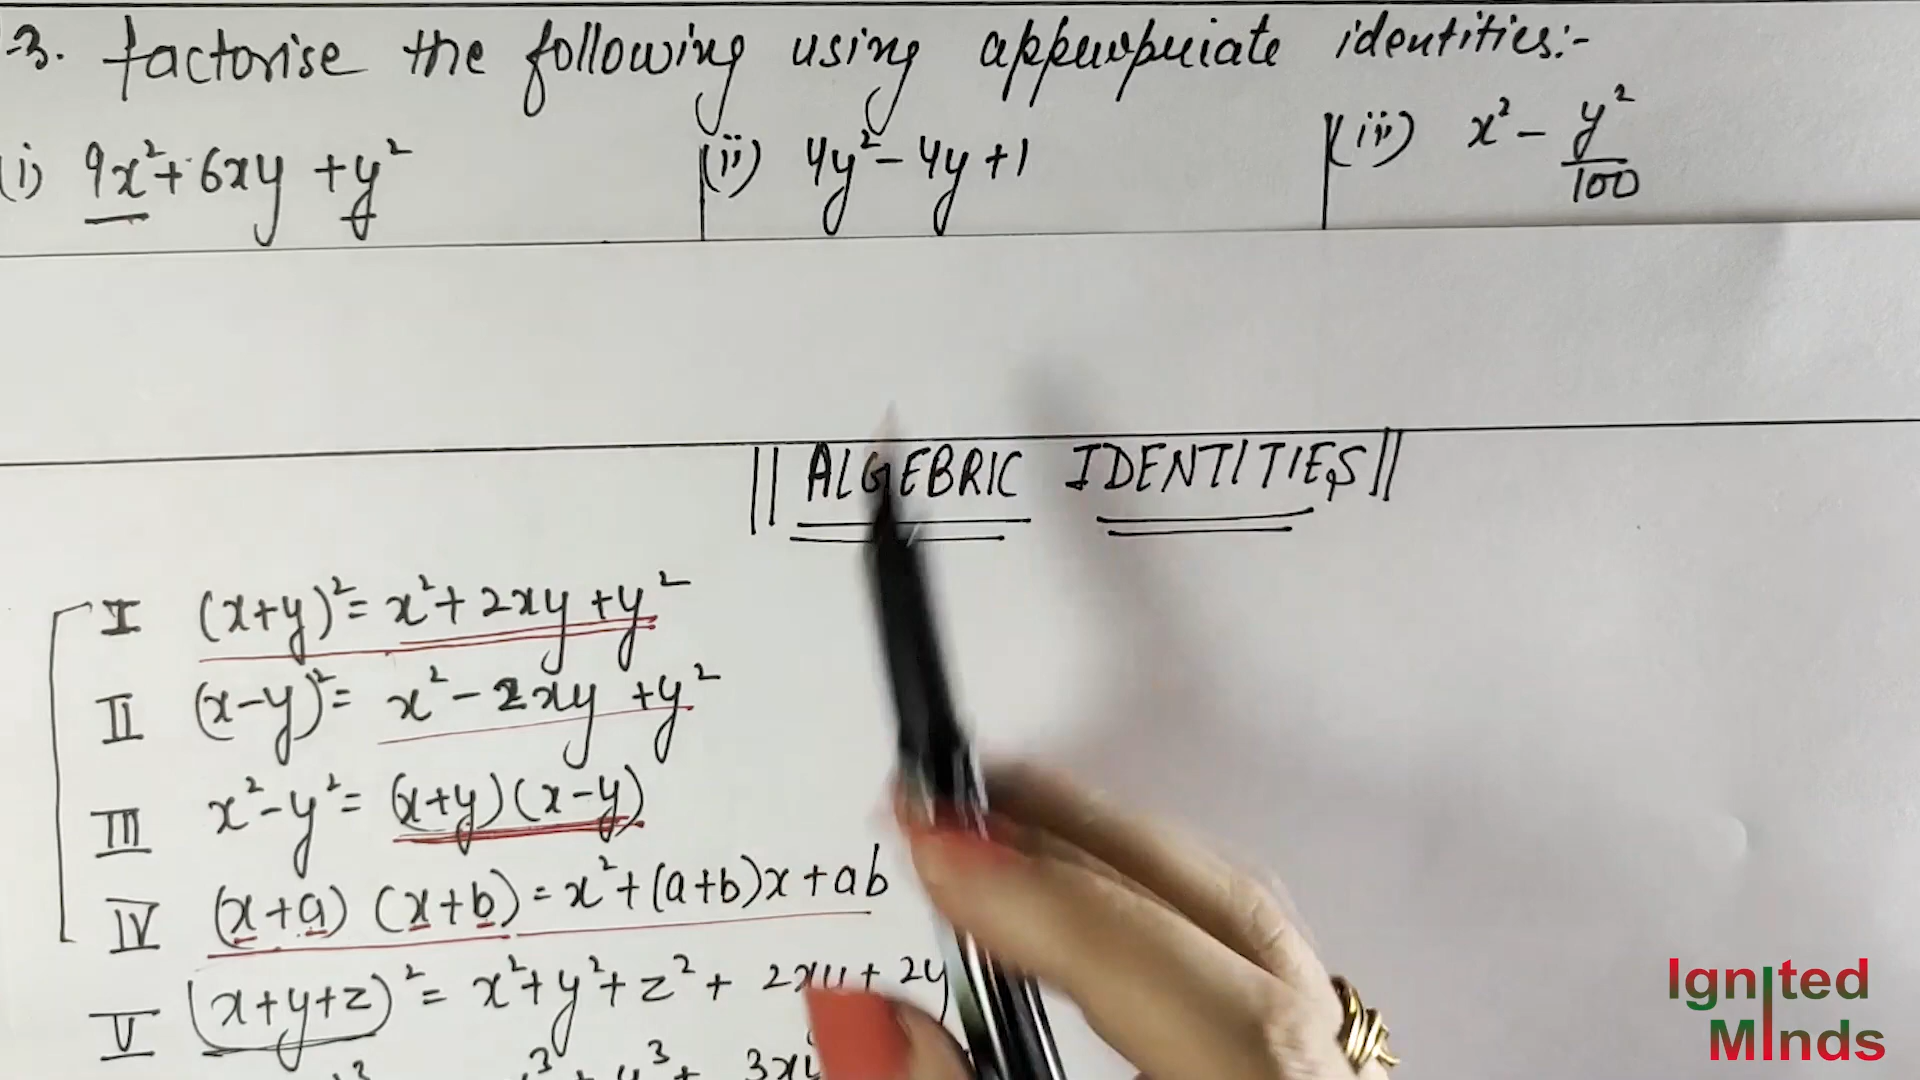 -3. factorise the following using appropriate identities:-
(i) 9x²+6xy+y² (ii) 4y²-4y+1 (iii) x²-y²/100
|| ALGEBRIC IDENTITIES ||
I (x+y)²= x²+2xy+y²
II (x-y)²= x²-2xy+y²
III x²-y²= (x+y)(x-y)
IV (x+a)(x+b)=x²+(a+b)x+ab
V (x+y+z)²= x²+y²+z²+ 2xy+2y
Ignited
Minds